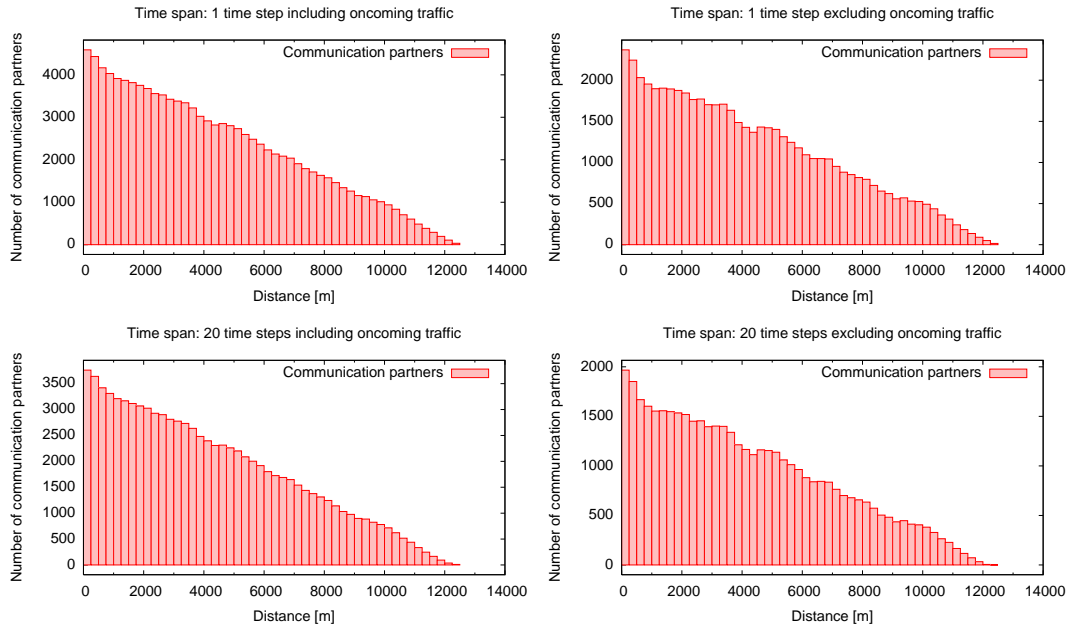 Time span: 1 time step including oncoming traffic
Number of communication partners
4000
3000
2000
1000
0
Communication partners
0 2000 4000 6000 8000 10000 12000 14000
Distance [m]
Time span: 1 time step excluding oncoming traffic
Number of communication partners
2000
1500
1000
500
0
Communication partners
0 2000 4000 6000 8000 10000 12000 14000
Distance [m]
Time span: 20 time steps including oncoming traffic
Number of communication partners
3500
3000
2500
2000
1500
1000
500
0
Communication partners
0 2000 4000 6000 8000 10000 12000 14000
Distance [m]
Time span: 20 time steps excluding oncoming traffic
Number of communication partners
2000
1500
1000
500
0
Communication partners
0 2000 4000 6000 8000 10000 12000 14000
Distance [m]